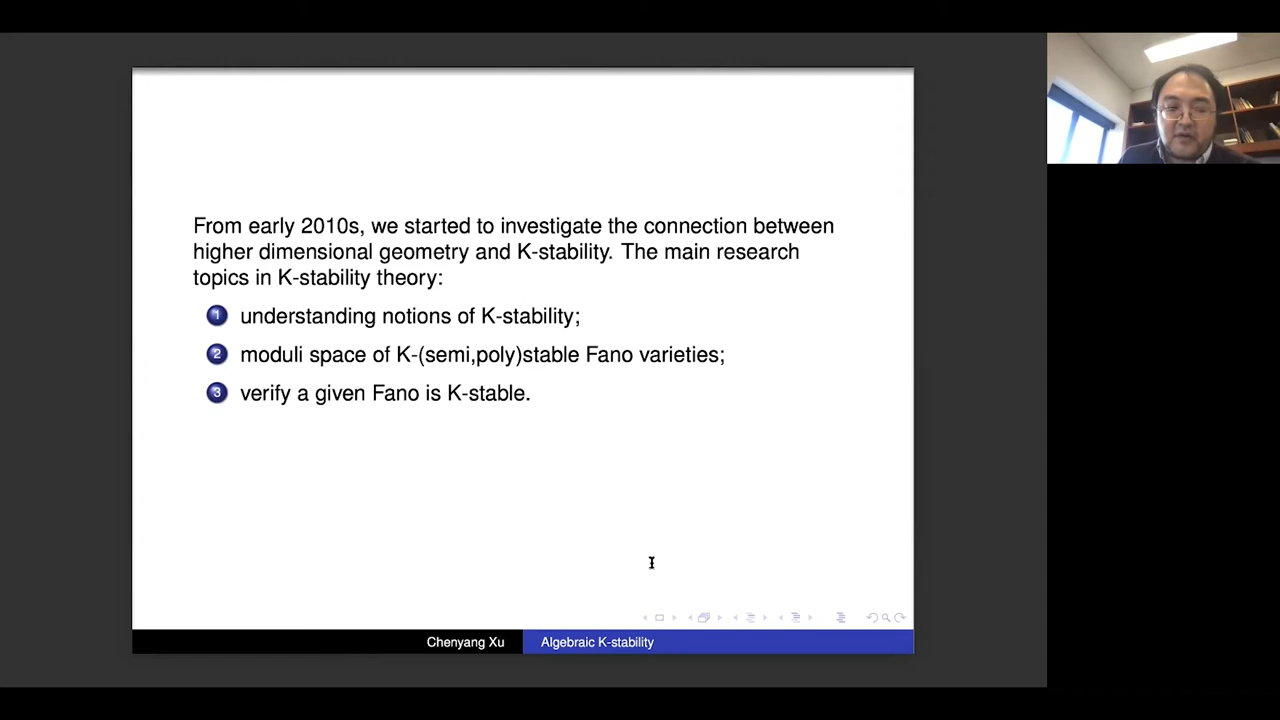 From early 2010s, we started to investigate the connection between
higher dimensional geometry and K-stability. The main research
topics in K-stability theory:
1 understanding notions of K-stability;
2 moduli space of K-(semi,poly)stable Fano varieties;
3 verify a given Fano is K-stable.
Chenyang Xu Algebraic K-stability